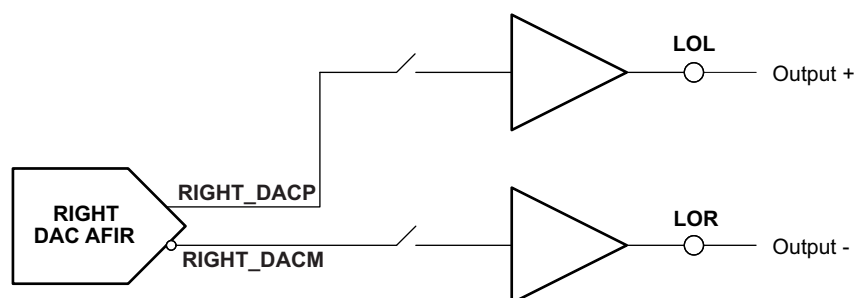 LOL
Output +
RIGHT_DACP
RIGHT
DAC AFIR
RIGHT_DACM
LOR
Output -